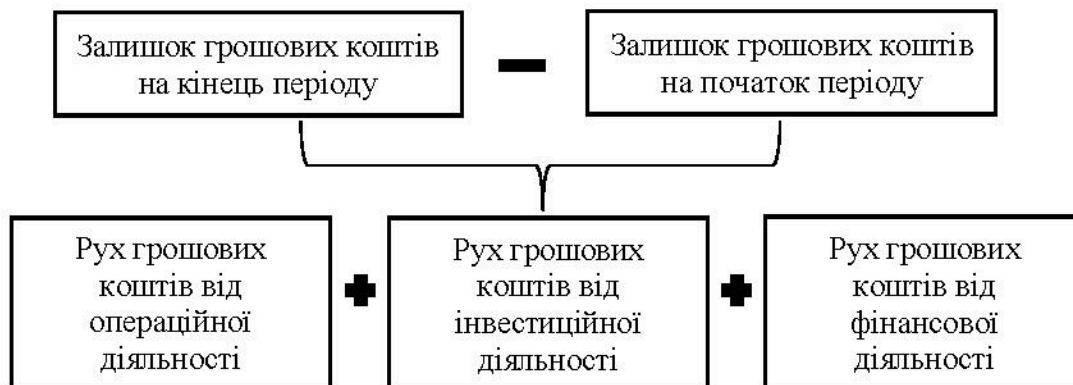 Залишок грошових коштів
на кінець періоду
Залишок грошових коштів
на початок періоду
Рух грошових
коштів від
операційної
діяльності
Рух грошових
коштів від
інвестиційної
діяльності
Рух грошових
коштів від
фінансової
діяльності